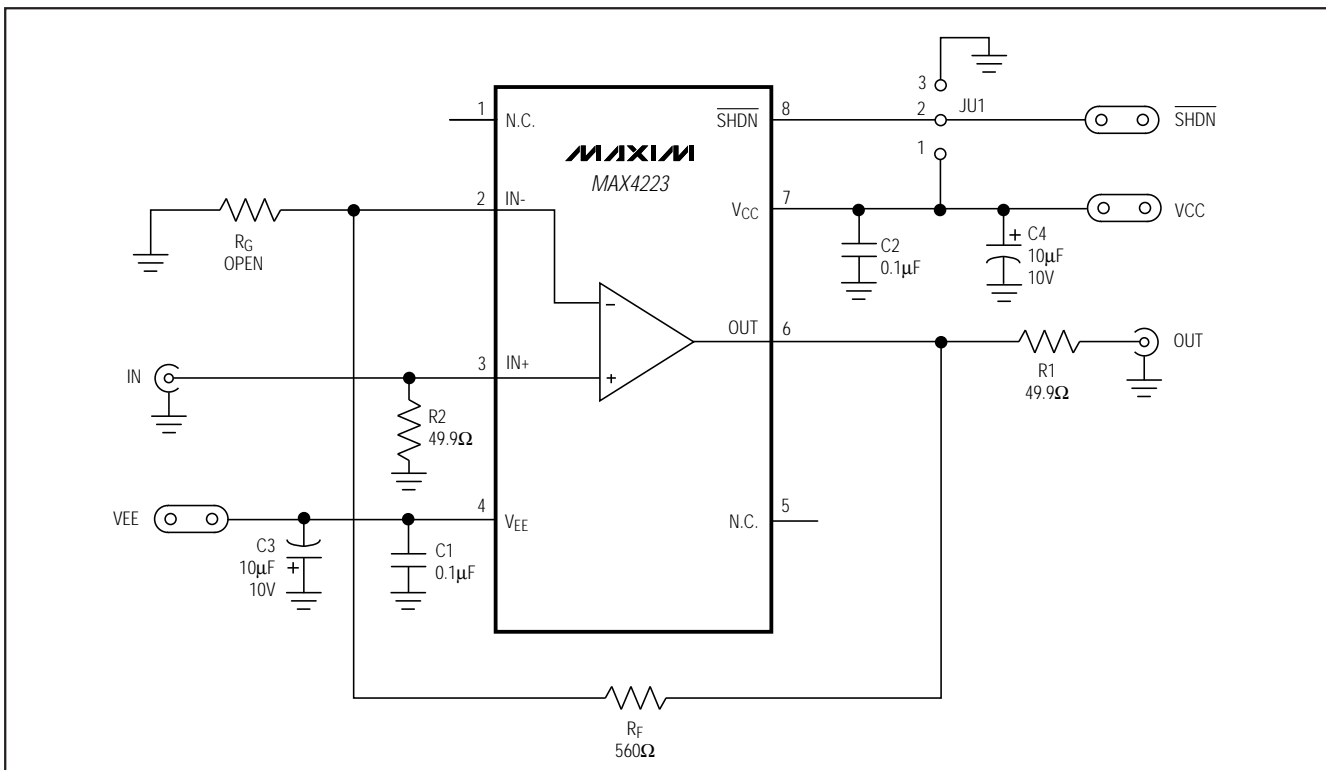 3
2
JU1
1
1
N.C.
S̅H̅D̅N̅
8
S̅H̅D̅N̅
MAXIM
MAX4223
2
IN-
VCC
7
VCC
RG
OPEN
C2
0.1µF
+
C4
10µF
10V
−
OUT
6
OUT
R1
49.9Ω
IN
3
IN+
+
R2
49.9Ω
VEE
4
VEE
N.C.
5
C3
10µF
+
10V
C1
0.1µF
RF
560Ω